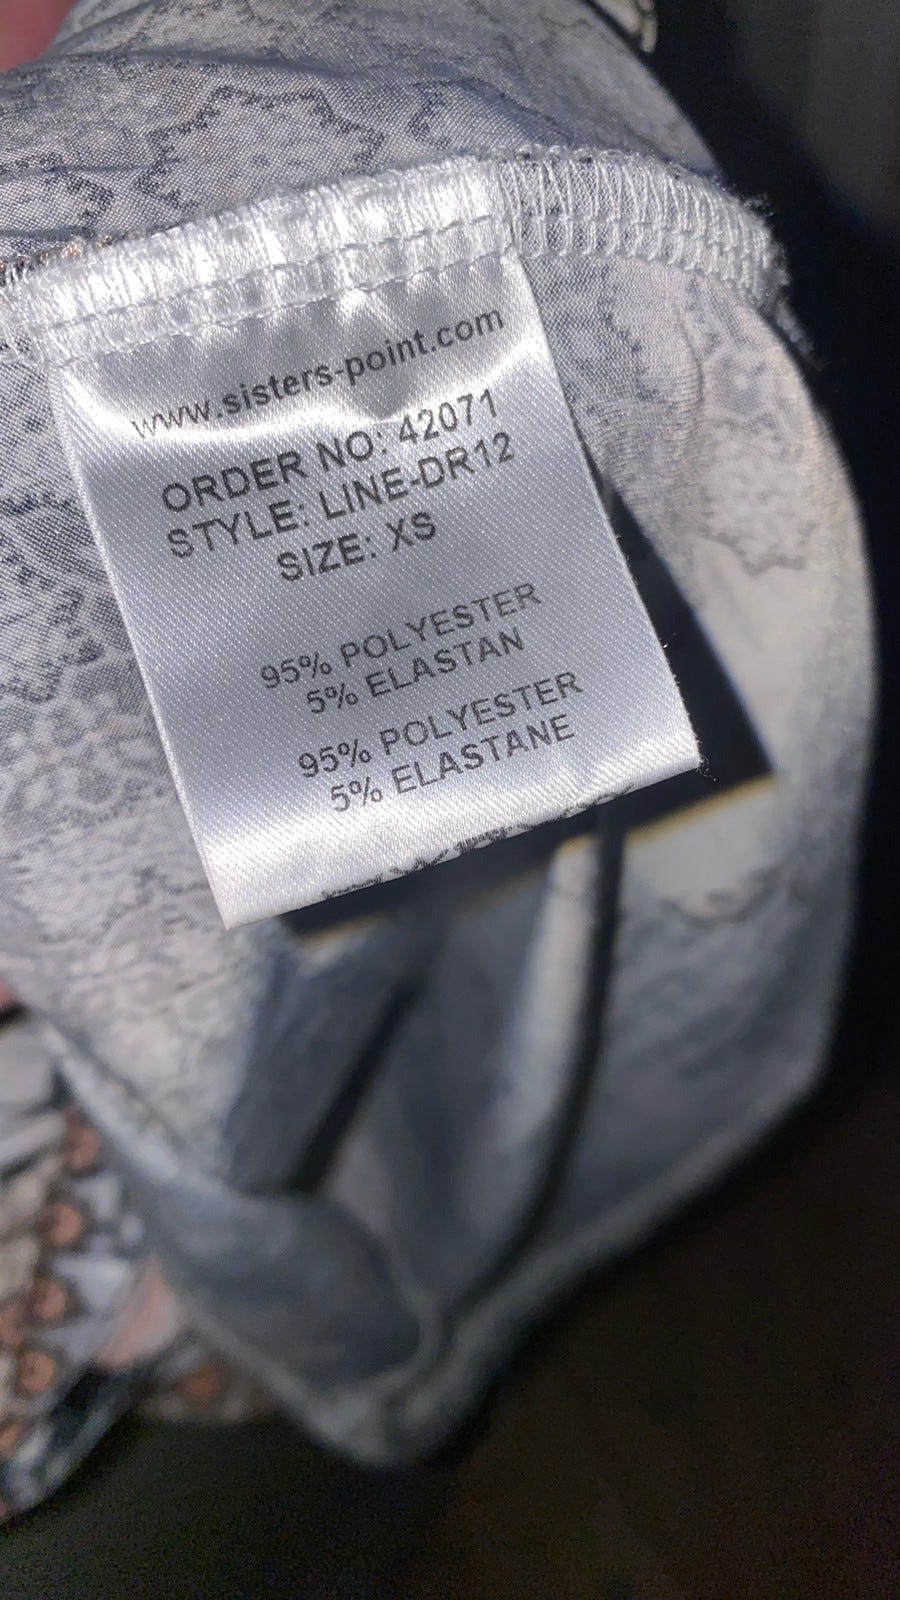 www.sisters-point.com
ORDER NO: 42071
STYLE: LINE-DR12
SIZE: XS
95% POLYESTER
5% ELASTAN
95% POLYESTER
5% ELASTANE